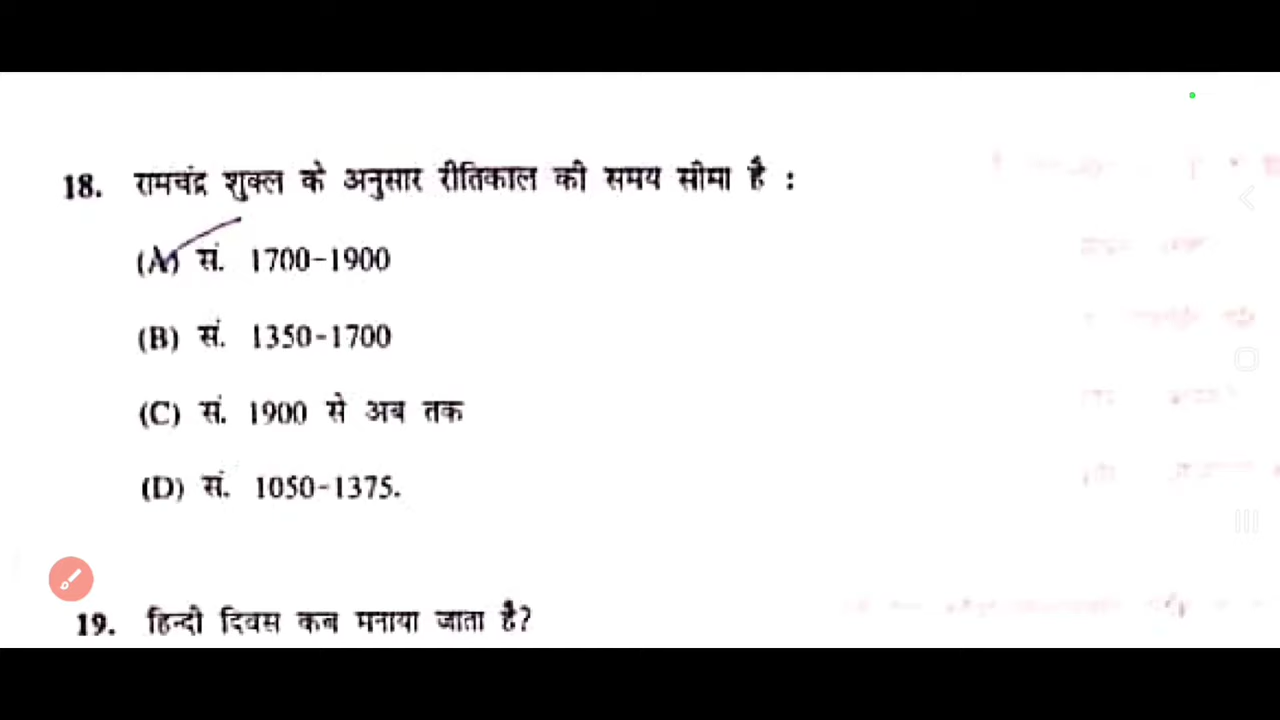 18. रामचंद्र शुक्ल के अनुसार रीतिकाल की समय सीमा है :
(A) सं. 1700-1900
(B) सं. 1350-1700
(C) सं. 1900 से अब तक
(D) सं. 1050-1375.
19. हिन्दी दिवस कब मनाया जाता है?